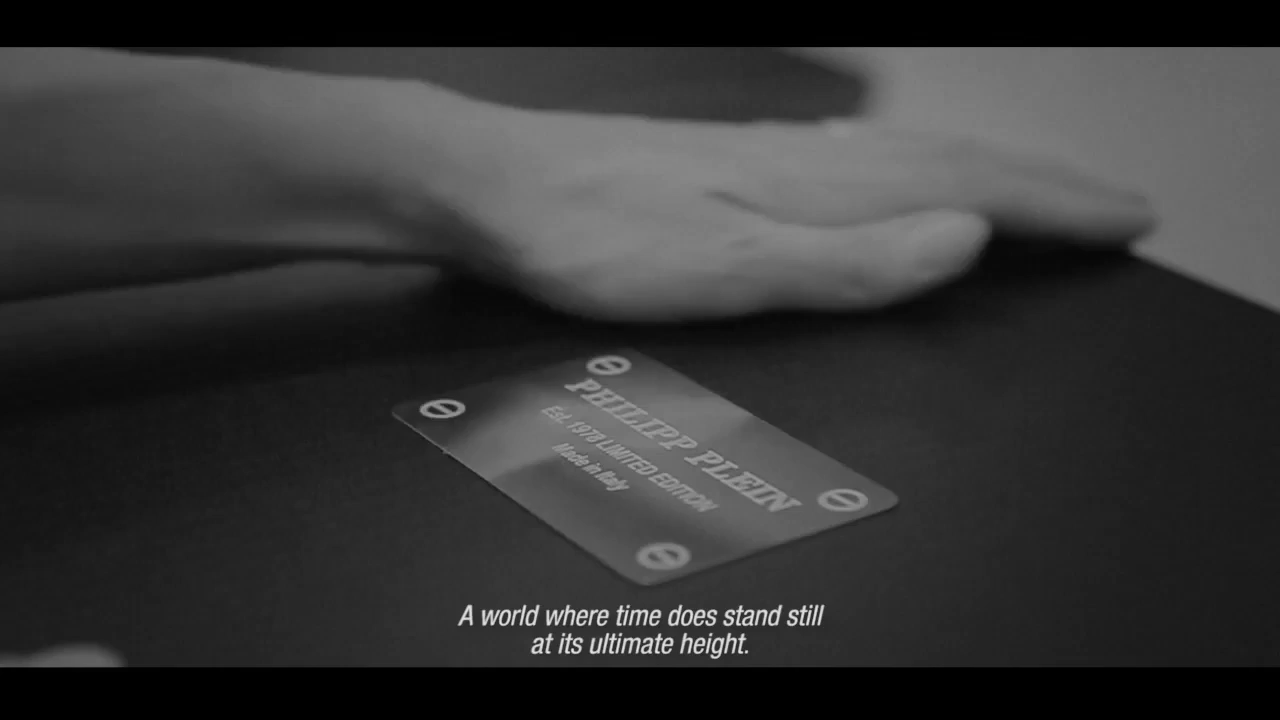 PHILIPP PLEIN
Est. 1978 LIMITED EDITION
Made in Italy
A world where time does stand still
at its ultimate height.